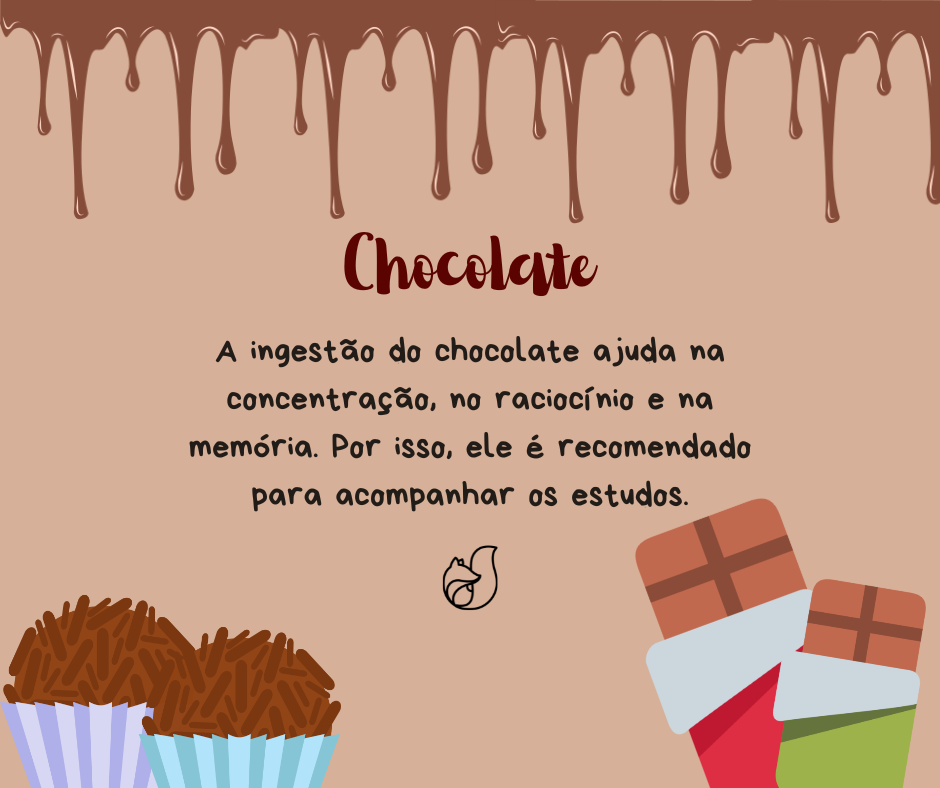 Chocolate
A ingestão do chocolate ajuda na
concentração, no raciocínio e na
memória. Por isso, ele é recomendado
para acompanhar os estudos.